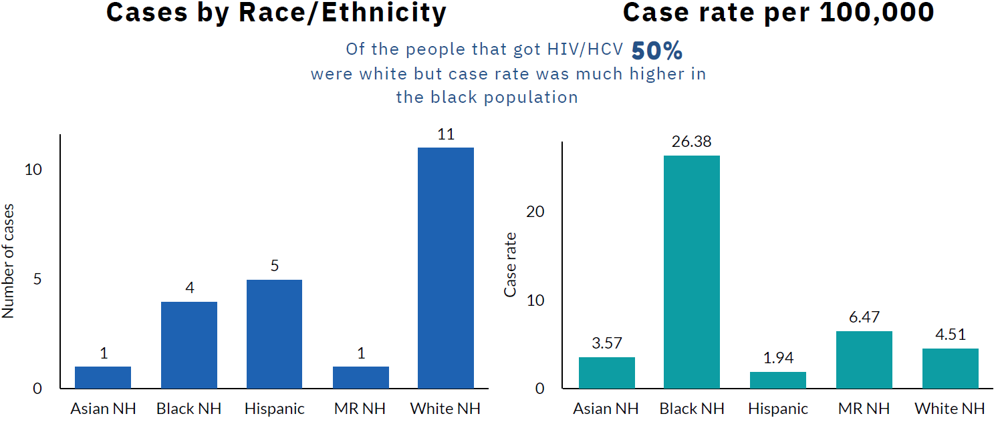 Cases by Race/Ethnicity
Case rate per 100,000
Of the people that got HIV/HCV 50%
were white but case rate was much higher in
the black population
Number of cases
10
5
0
1
4
5
1
11
Asian NH
Black NH
Hispanic
MR NH
White NH
Case rate
20
10
0
3.57
26.38
1.94
6.47
4.51
Asian NH
Black NH
Hispanic
MR NH
White NH